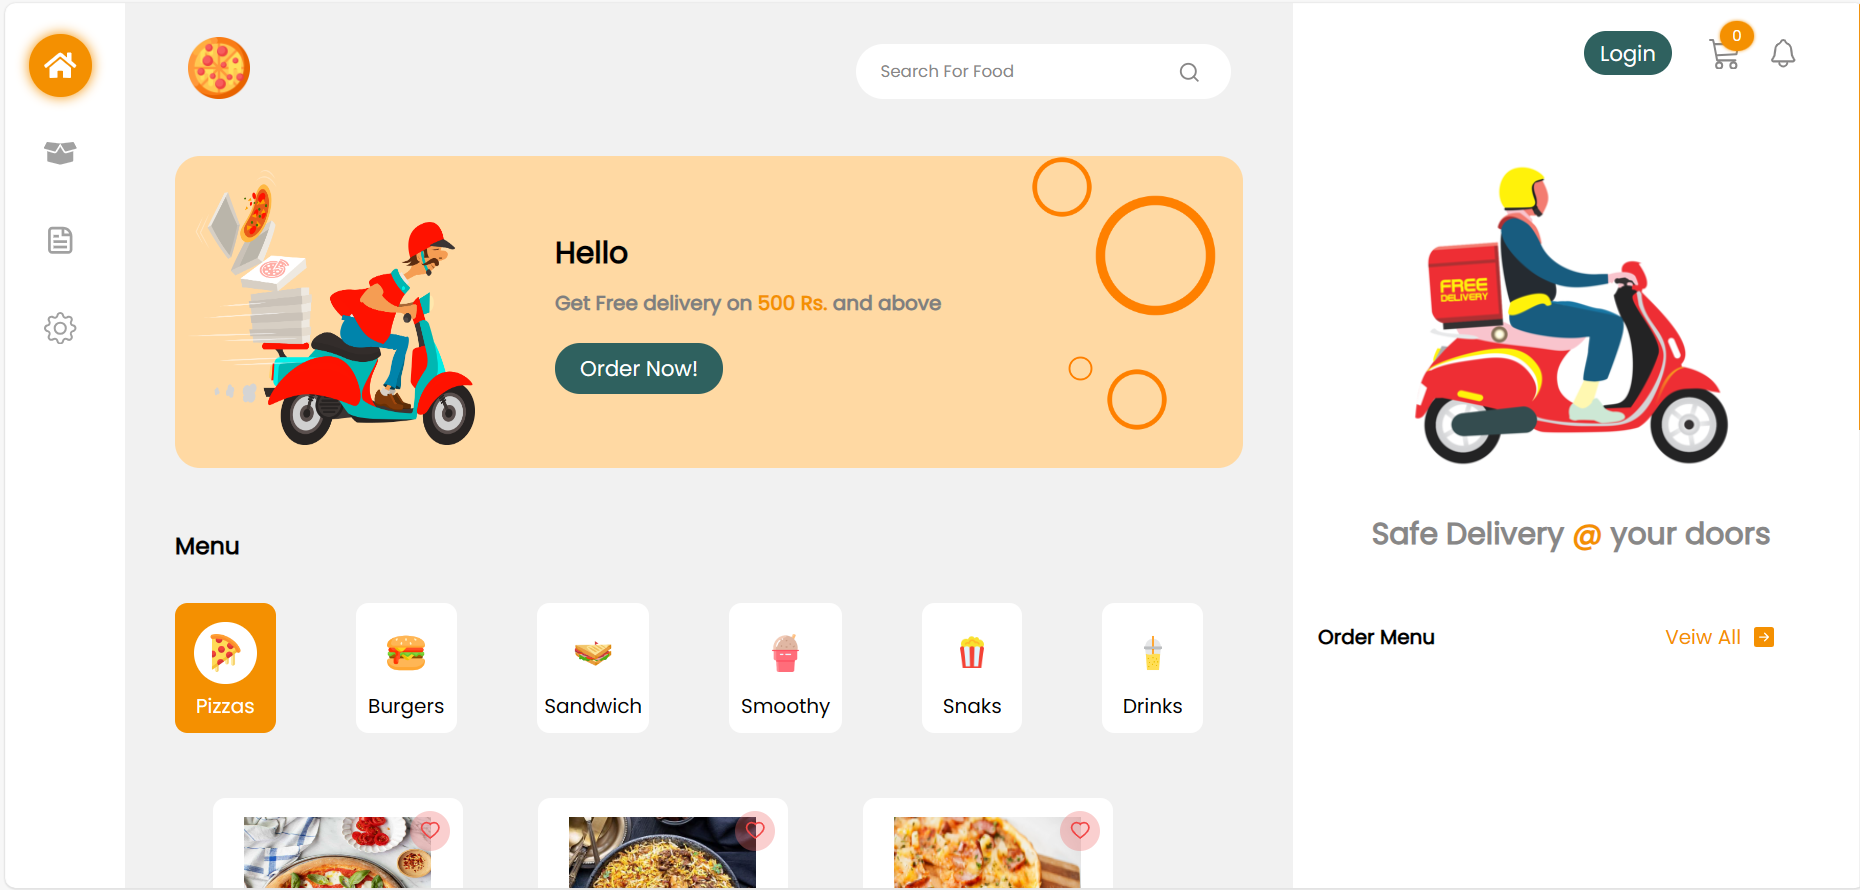 Search For Food
Login
0
Hello
Get Free delivery on 500 Rs. and above
Order Now!
FREE
DELIVERY
Safe Delivery @ your doors
Menu
Pizzas
Burgers
Sandwich
Smoothy
Snaks
Drinks
Order Menu
Veiw All